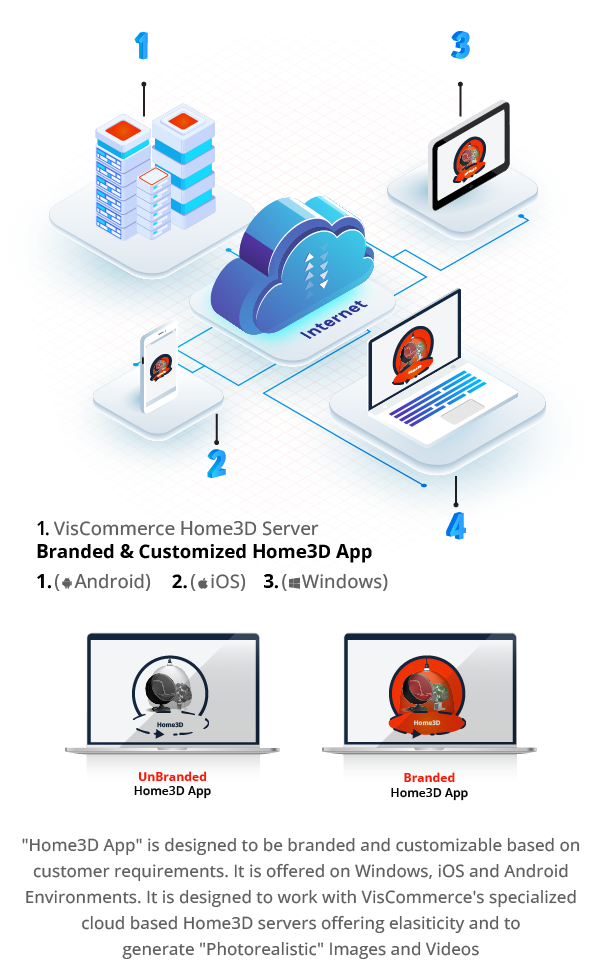 1
3
Internet
2
4
1. VisCommerce Home3D Server
Branded & Customized Home3D App
1. (Android) 2. (iOS) 3. (Windows)
Home3D
Home3D
UnBranded
Home3D App
Branded
Home3D App
"Home3D App" is designed to be branded and customizable based on
customer requirements. It is offered on Windows, iOS and Android
Environments. It is designed to work with VisCommerce's specialized
cloud based Home3D servers offering elasiticity and to
generate "Photorealistic" Images and Videos